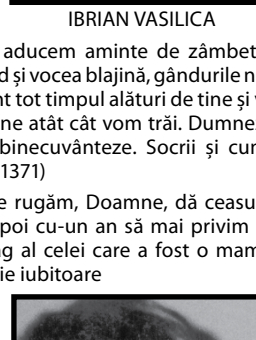 IBRIAN VASILICA
aducem aminte de zâmbet
d și vocea blajină, gândurile n
nt tot timpul alături de tine și v
ne atât cât vom trăi. Dumnez
binecuvânteze. Socrii și cur
1371)
e rugăm, Doamne, dă ceasu
poi cu-un an să mai privim
g al celei care a fost o mam
ie iubitoare